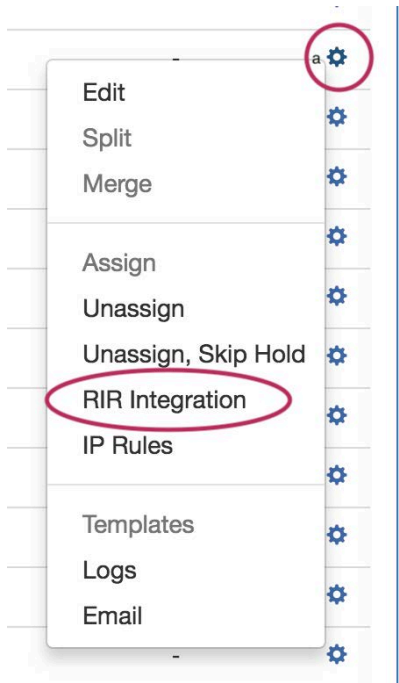 -
a
Edit
Split
Merge
Assign
Unassign
Unassign, Skip Hold
RIR Integration
IP Rules
Templates
Logs
Email
-